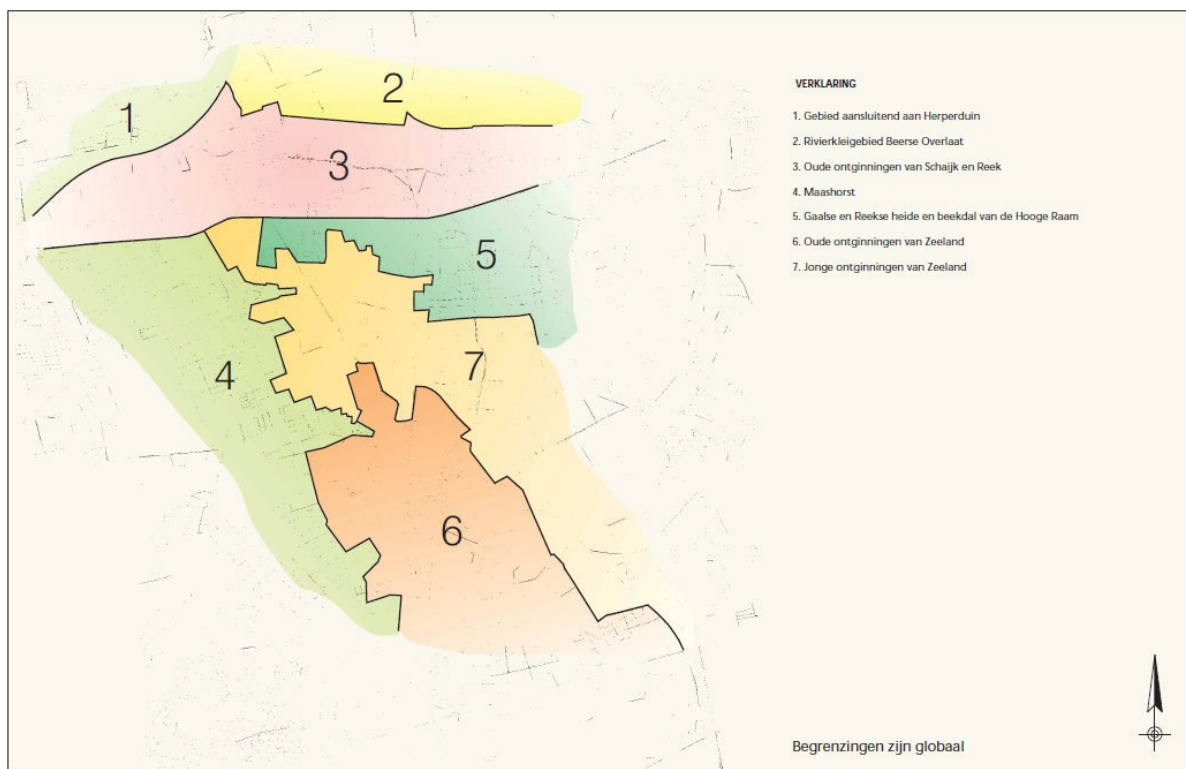 1
2
3
4
5
6
7
VERKLARING
1. Gebied aansluitend aan Herperduin
2. Rivierkleigebied Beerse Overlaat
3. Oude ontginningen van Schaijk en Reek
4. Maashorst
5. Gaalse en Reekse heide en beekdal van de Hooge Raam
6. Oude ontginningen van Zeeland
7. Jonge ontginningen van Zeeland
Begrenzingen zijn globaal